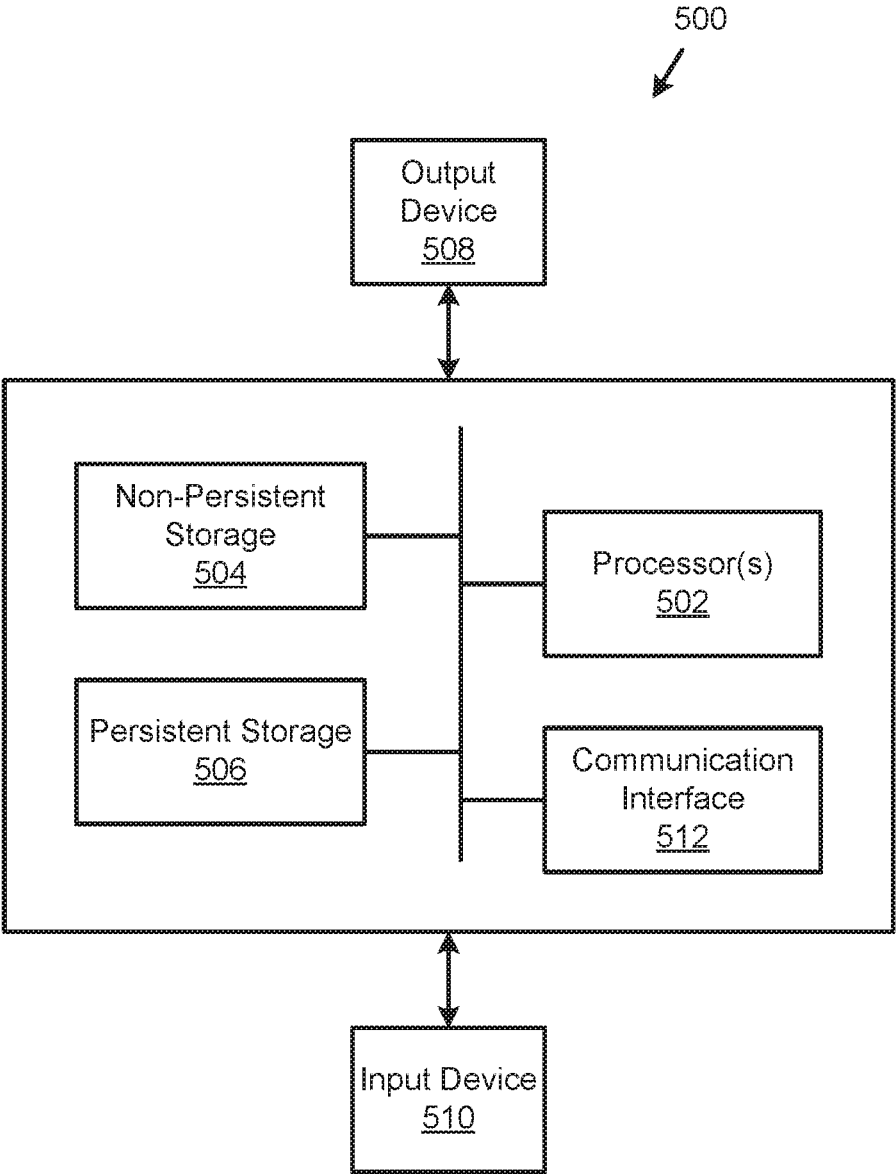 500
Output
Device
508
Non-Persistent
Storage
504
Processor(s)
502
Persistent Storage
506
Communication
Interface
512
Input Device
510